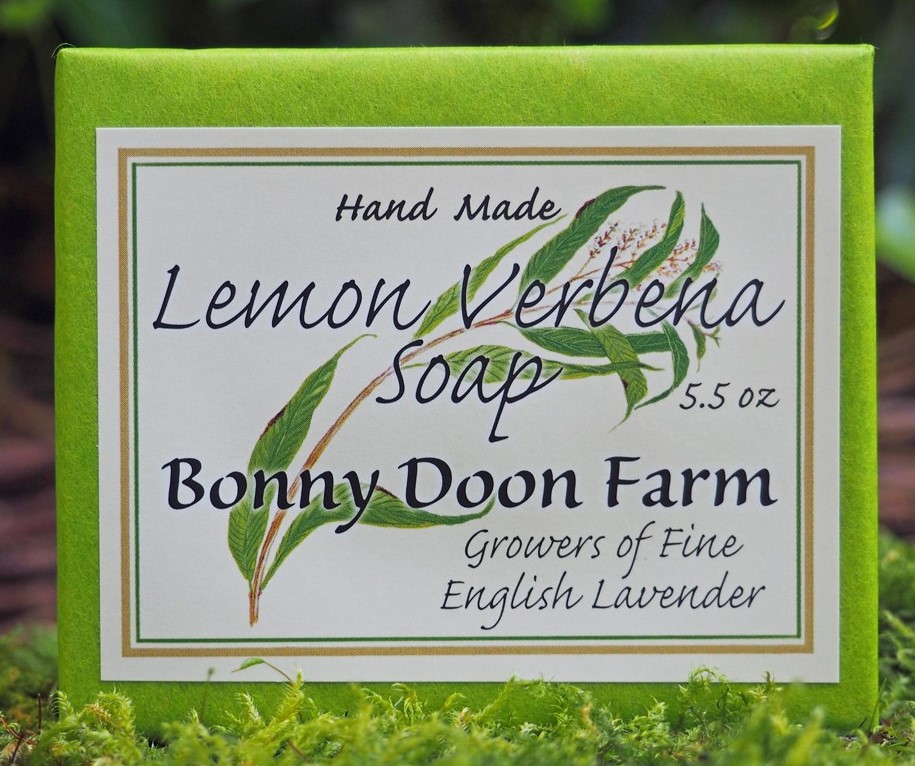 Hand Made
Lemon Verbena
Soap
5.5 oz
Bonny Doon Farm
Growers of Fine
English Lavender